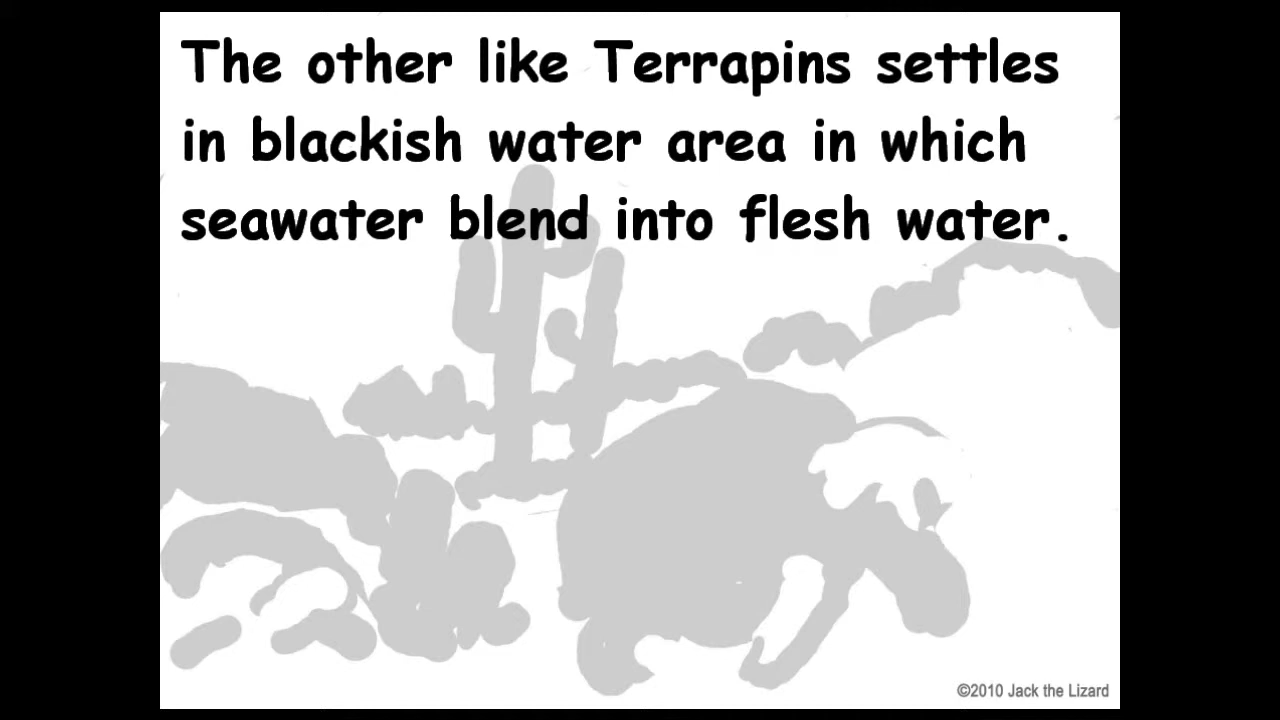 The other like Terrapins settles
in blackish water area in which
seawater blend into flesh water.
©2010 Jack the Lizard